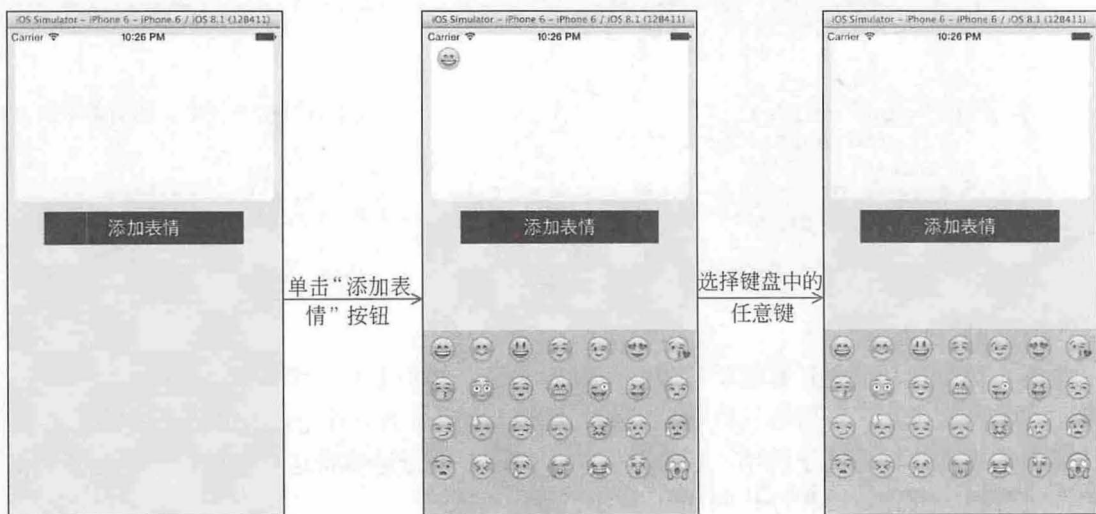 iOS Simulator - iPhone 6 - iPhone 6 / iOS 8.1 (12B411)
Carrier 10:26 PM
添加表情
单击“添加表
情”按钮
iOS Simulator - iPhone 6 - iPhone 6 / iOS 8.1 (12B411)
Carrier 10:26 PM
添加表情
选择键盘中的
任意键
iOS Simulator - iPhone 6 - iPhone 6 / iOS 8.1 (12B411)
Carrier 10:26 PM
添加表情